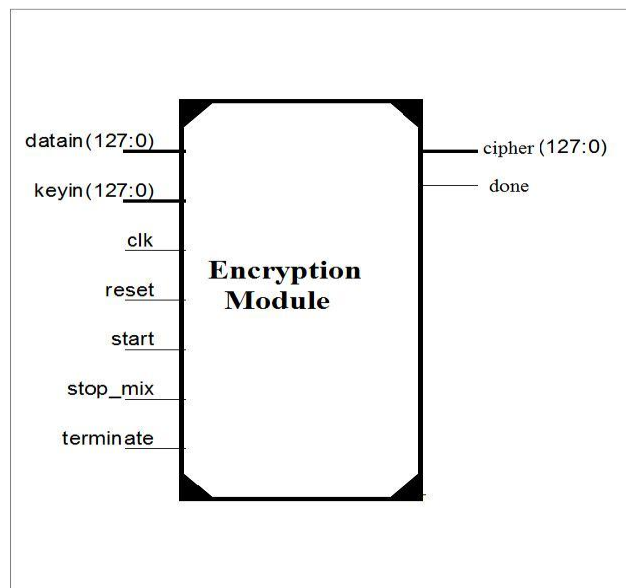 datain(127:0)
keyin(127:0)
clk
reset
start
stop_mix
terminate
Encryption
Module
cipher (127:0)
done